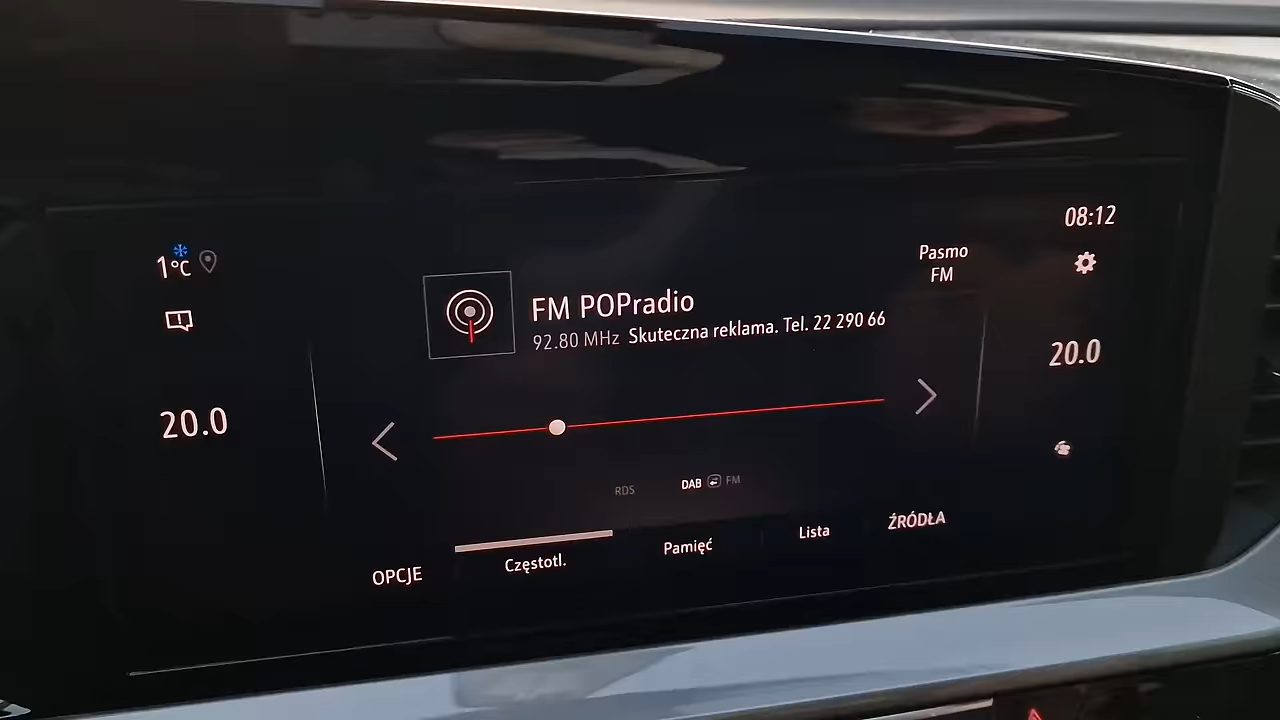 08:12
1°C
Pasmo
FM
FM POPradio
92.80 MHz Skuteczna reklama. Tel. 22 290 66
20.0
20.0
RDS
DAB FM
OPCJE
Częstotl.
Pamięć
Lista
ŹRÓDŁA